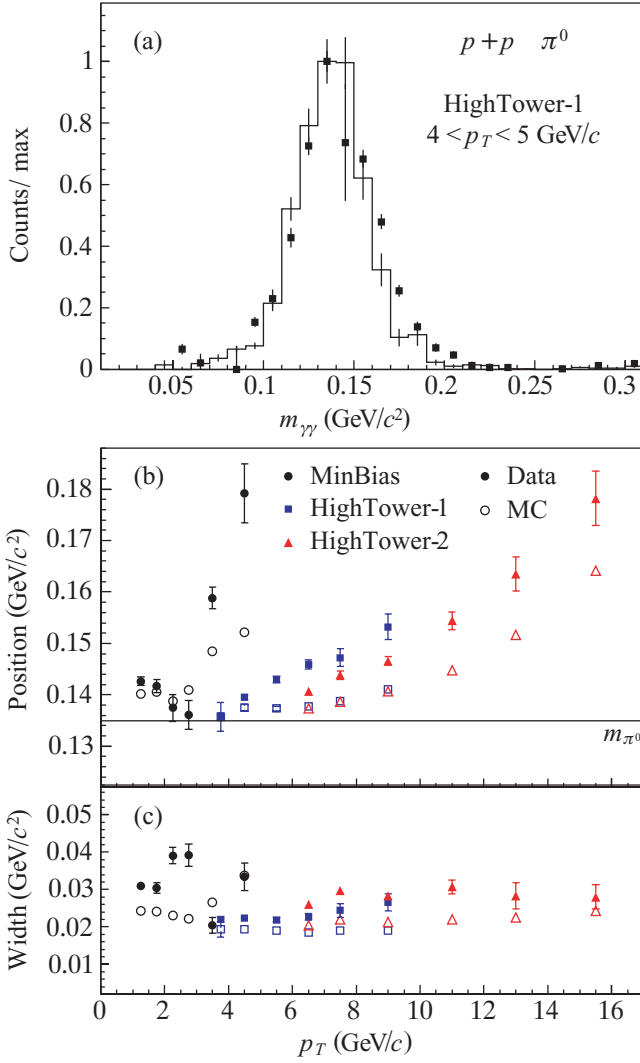 (a)
p + p π⁰
HighTower-1
4 < p_T < 5 GeV/c
Counts/ max
1
0.8
0.6
0.4
0.2
0
0.05 0.1 0.15 0.2 0.25 0.3
m_γγ (GeV/c²)
(b)
MinBias Data
HighTower-1 MC
HighTower-2
Position (GeV/c²)
0.18
0.17
0.16
0.15
0.14
0.13
m_π⁰
(c)
Width (GeV/c²)
0.05
0.04
0.03
0.02
0.01
0 2 4 6 8 10 12 14 16
p_T (GeV/c)